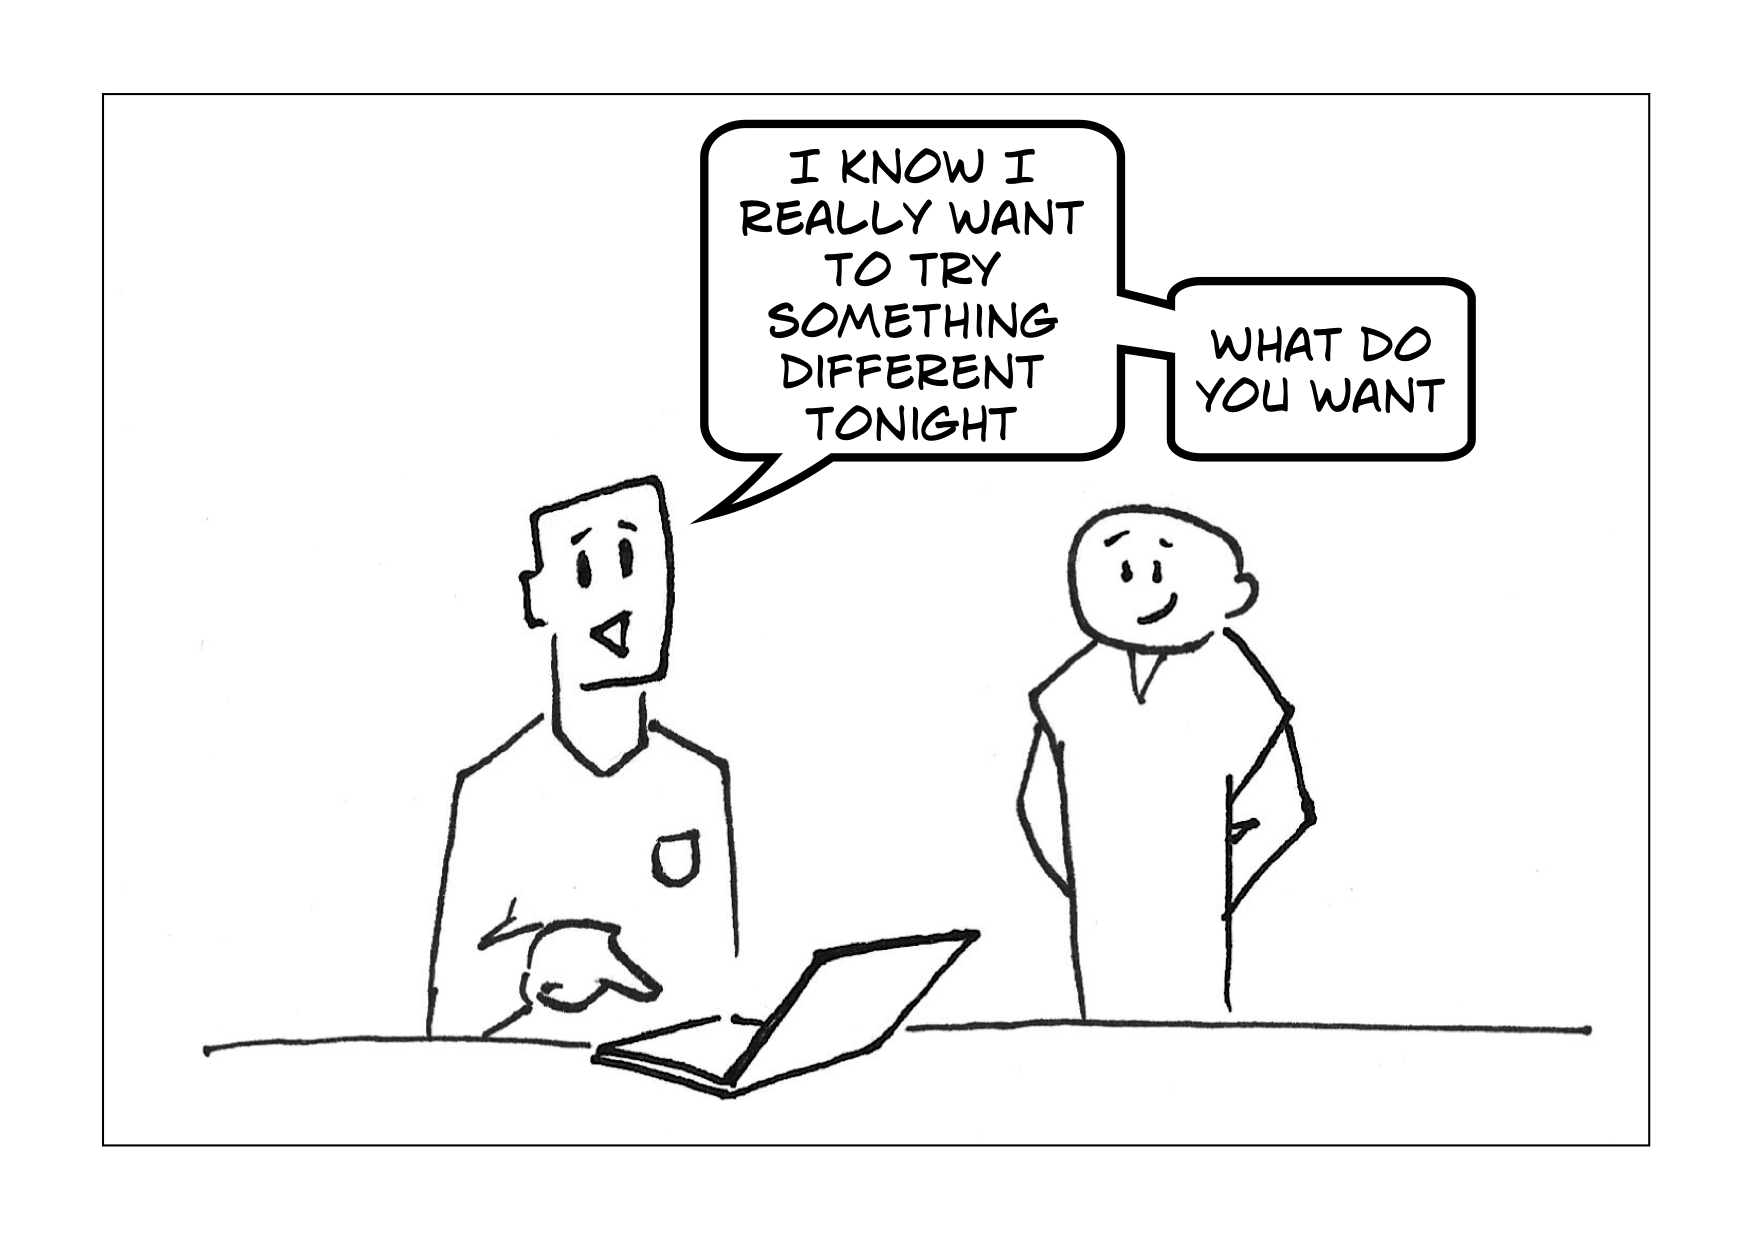 I KNOW I
REALLY WANT
TO TRY
SOMETHING
DIFFERENT
TONIGHT
WHAT DO
YOU WANT